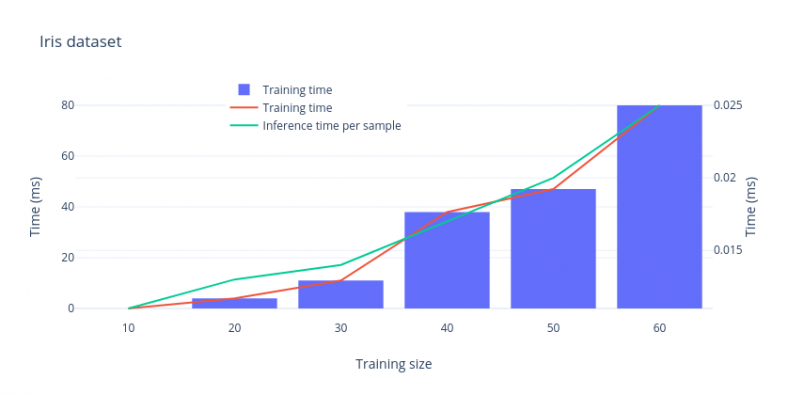 Iris dataset
Training time
Training time
Inference time per sample
80
60
40
20
0
Time (ms)
0.025
0.02
0.015
Time (ms)
10 20 30 40 50 60
Training size